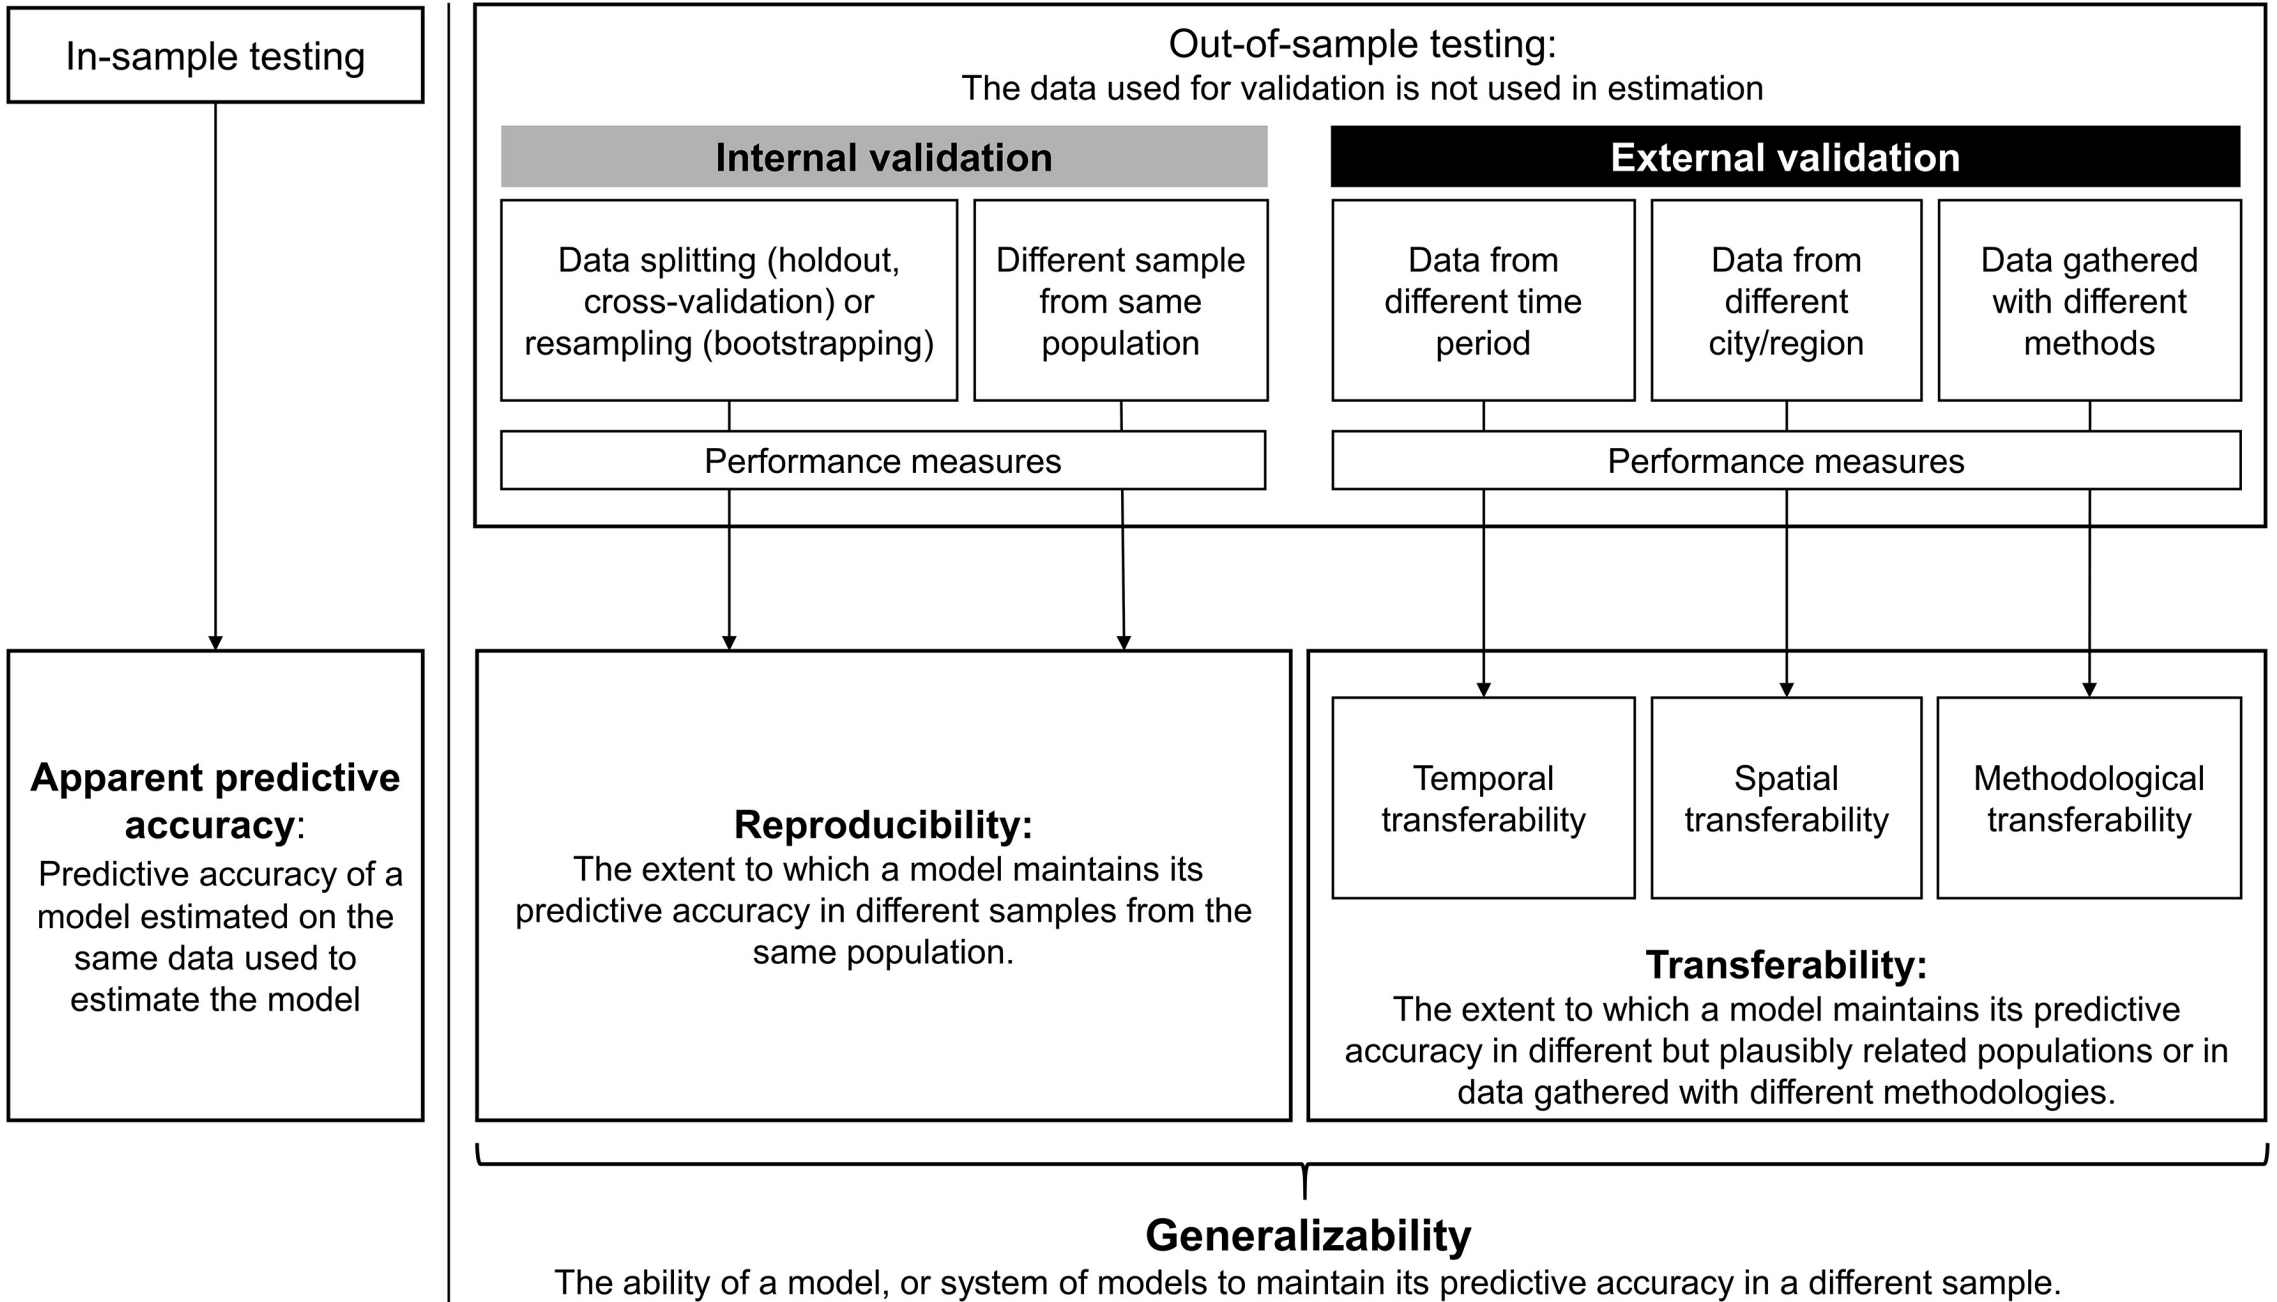 In-sample testing
Out-of-sample testing:
The data used for validation is not used in estimation
Internal validation
External validation
Data splitting (holdout,
cross-validation) or
resampling (bootstrapping)
Different sample
from same
population
Data from
different time
period
Data from
different
city/region
Data gathered
with different
methods
Performance measures
Performance measures
Apparent predictive
accuracy:
Predictive accuracy of a
model estimated on the
same data used to
estimate the model
Reproducibility:
The extent to which a model maintains its
predictive accuracy in different samples from the
same population.
Temporal
transferability
Spatial
transferability
Methodological
transferability
Transferability:
The extent to which a model maintains its predictive
accuracy in different but plausibly related populations or in
data gathered with different methodologies.
Generalizability
The ability of a model, or system of models to maintain its predictive accuracy in a different sample.